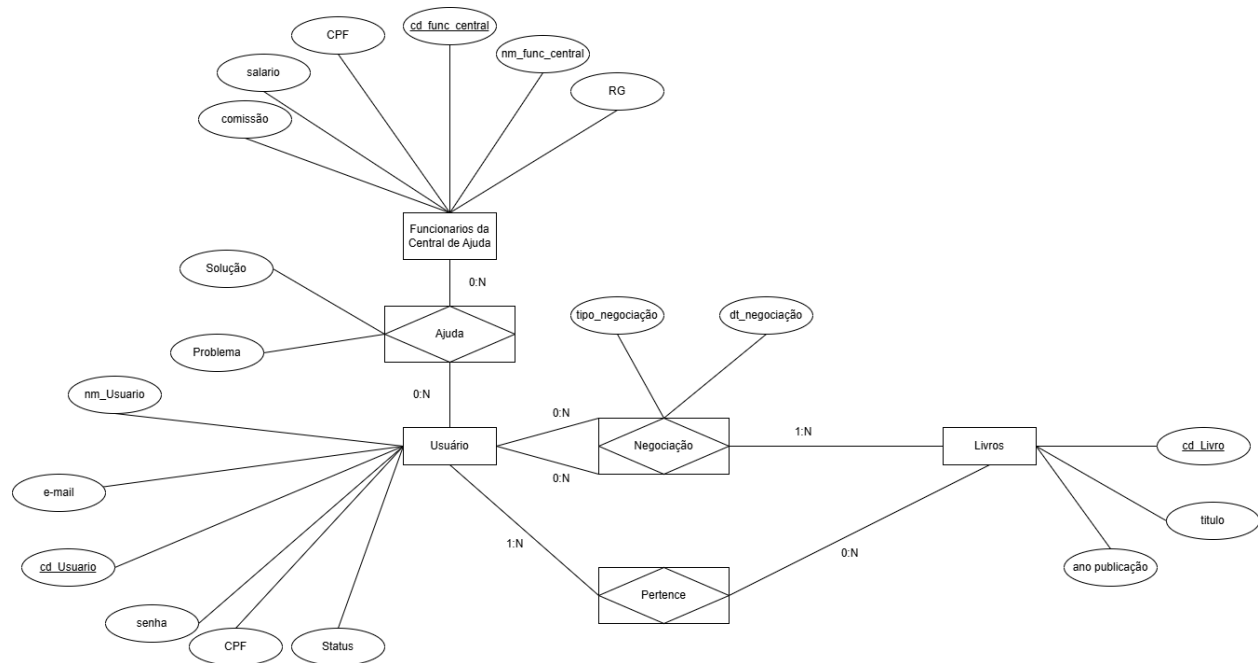 cd_func_central
CPF
nm_func_central
salario
RG
comissão
Funcionarios da
Central de Ajuda
Solução
0:N
tipo_negociação
dt_negociação
Ajuda
Problema
nm_Usuario
0:N
0:N
1:N
Usuário
Negociação
Livros
cd_Livro
0:N
e-mail
titulo
1:N
0:N
cd_Usuario
ano publicação
Pertence
senha
CPF
Status